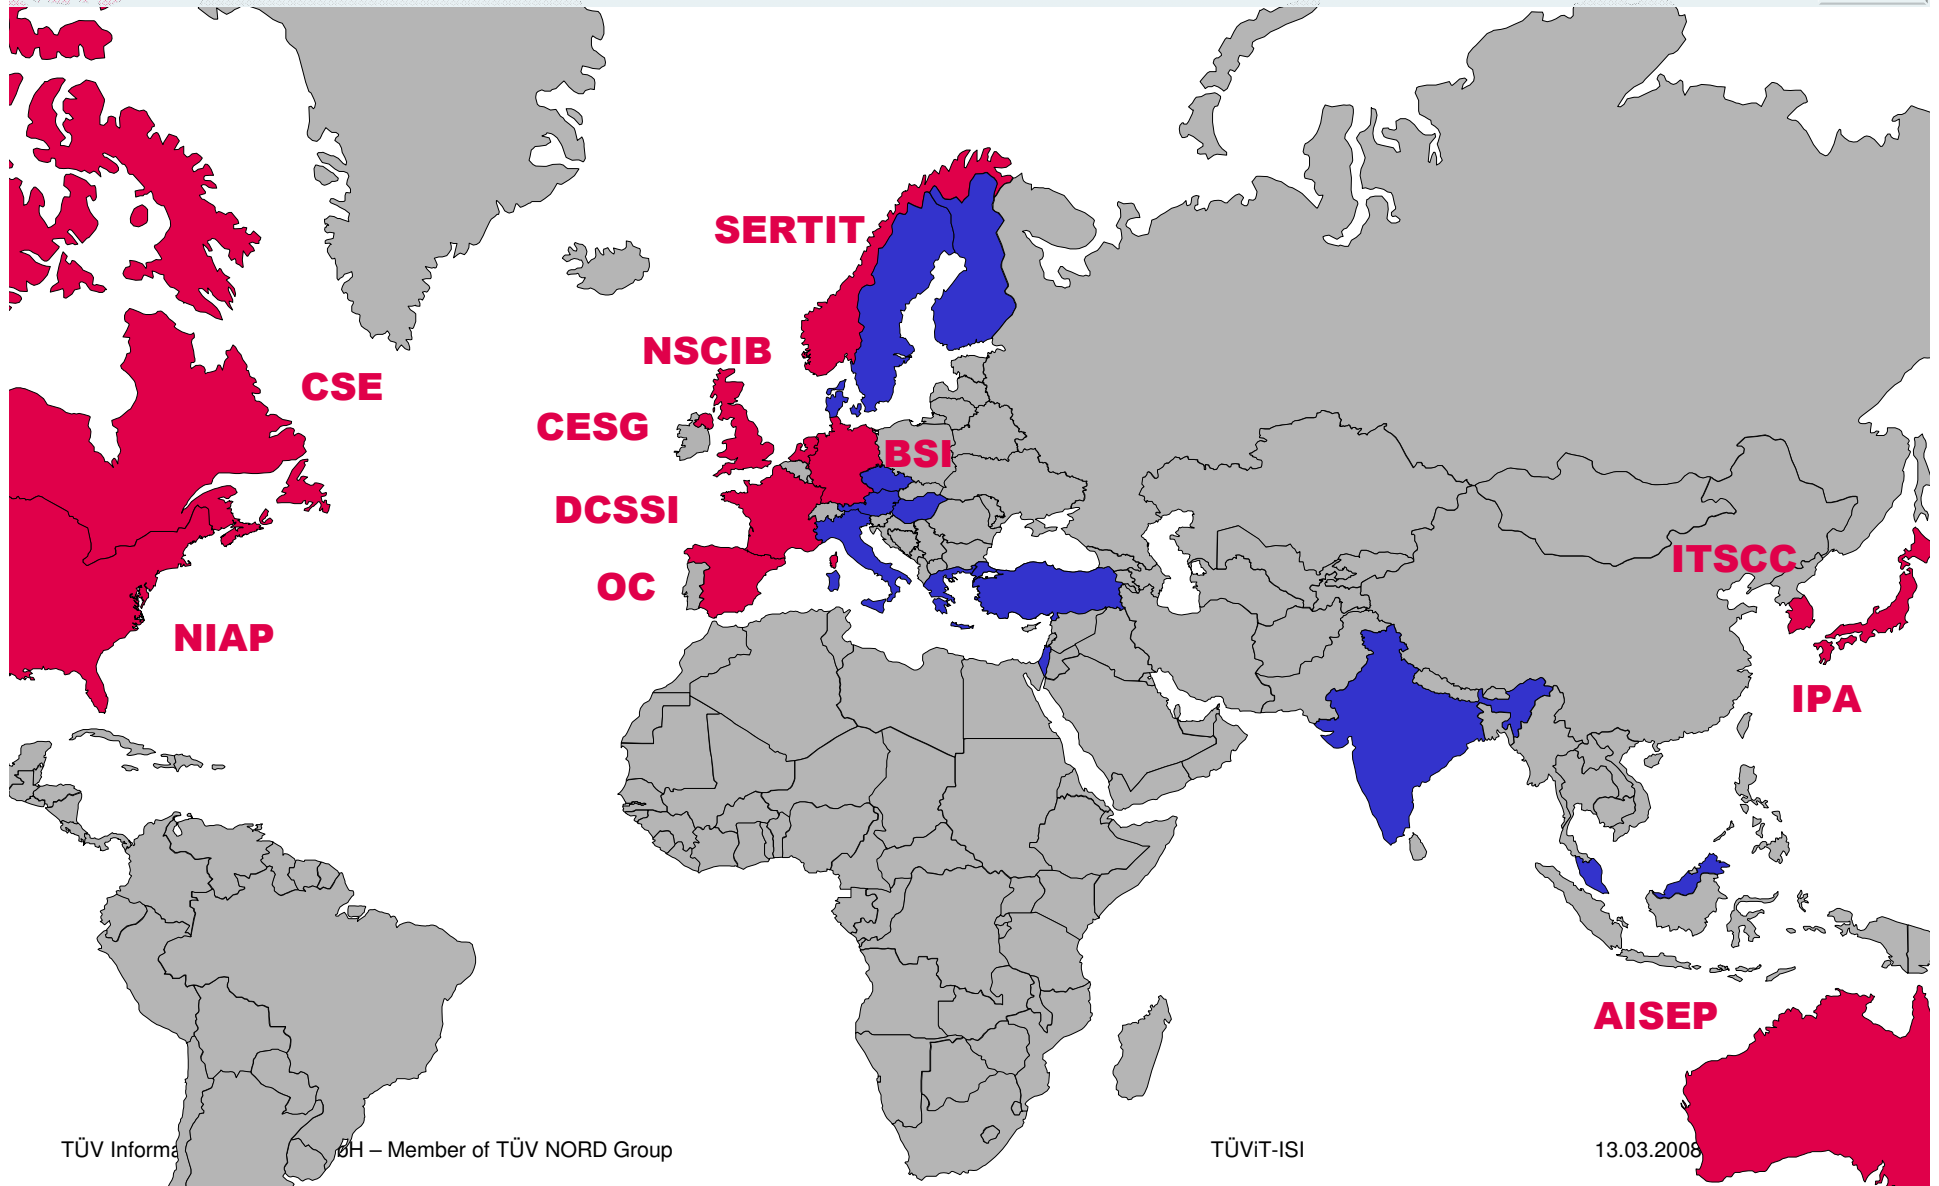 SERTIT
NSCIB
CSE
CESG
BSI
DCSSI
ITSCC
OC
NIAP
IPA
AISEP
TÜV H – Member of TÜV NORD Group
TÜViT-ISI
13.03.2008